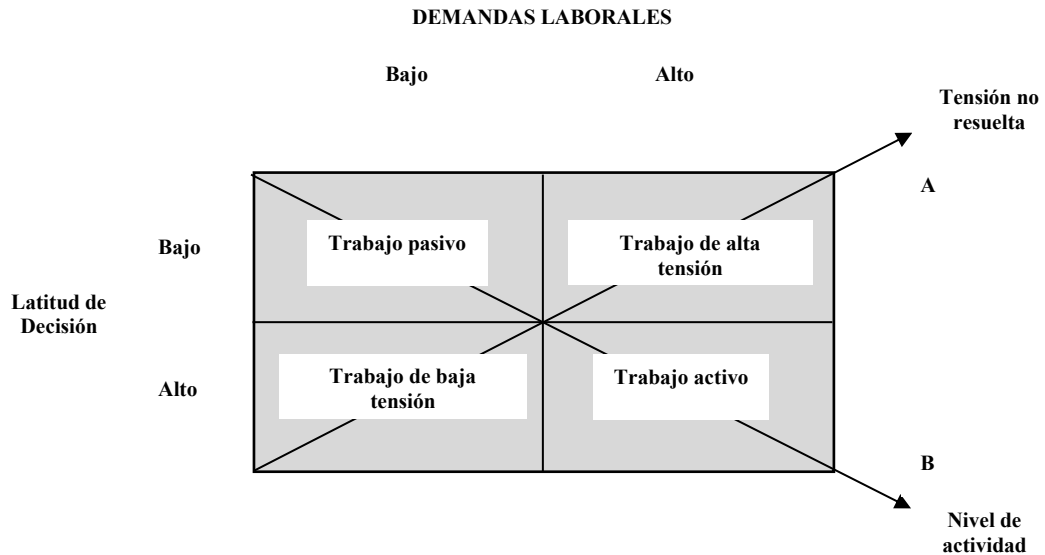 DEMANDAS LABORALES
Bajo
Alto
Tensión no
resuelta
A
Bajo
Trabajo pasivo
Trabajo de alta
tensión
Latitud de
Decisión
Alto
Trabajo de baja
tensión
Trabajo activo
B
Nivel de
actividad